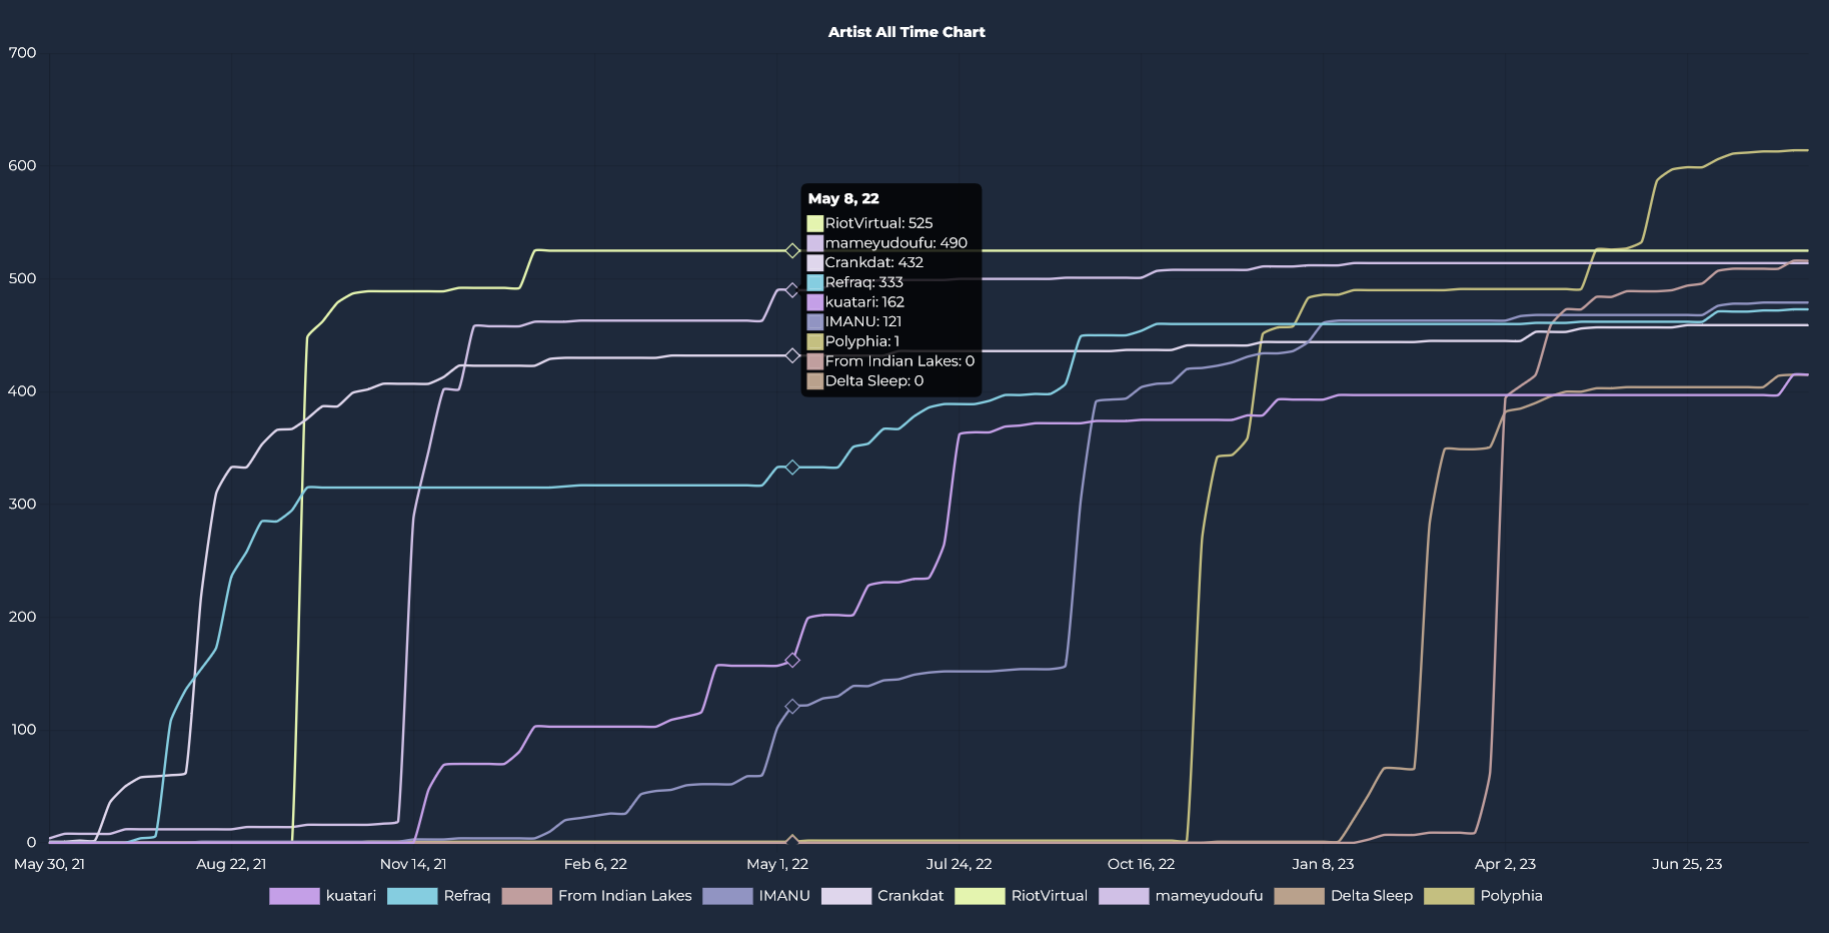 Artist All Time Chart
700
600
500
400
300
200
100
0
May 8, 22
RiotVirtual: 525
mameyudoufu: 490
Crankdat: 432
Refraq: 333
kuatari: 162
IMANU: 121
Polyphia: 1
From Indian Lakes: 0
Delta Sleep: 0
May 30, 21 Aug 22, 21 Nov 14, 21 Feb 6, 22 May 1, 22 Jul 24, 22 Oct 16, 22 Jan 8, 23 Apr 2, 23 Jun 25, 23
kuatari Refraq From Indian Lakes IMANU Crankdat RiotVirtual mameyudoufu Delta Sleep Polyphia